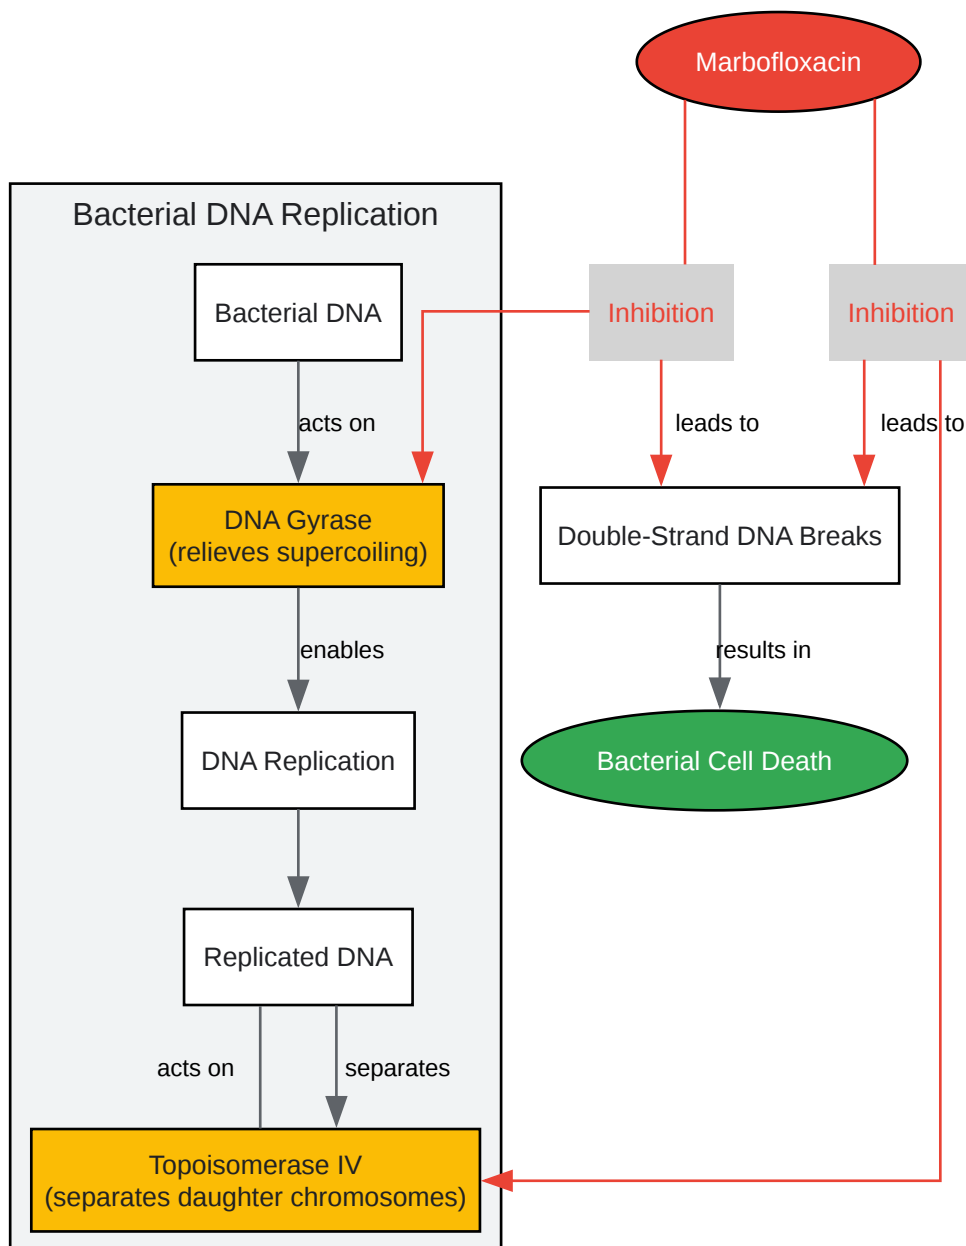 Marbofloxacin
Bacterial DNA Replication
Bacterial DNA
Inhibition
Inhibition
acts on
leads to
leads to
DNA Gyrase
(relieves supercoiling)
Double-Strand DNA Breaks
enables
results in
DNA Replication
Bacterial Cell Death
Replicated DNA
acts on
separates
Topoisomerase IV
(separates daughter chromosomes)